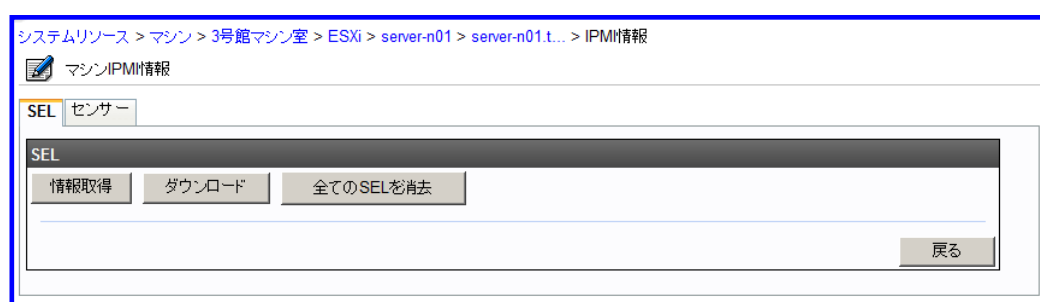 システムリソース > マシン > 3号館マシン室 > ESXi > server-n01 > server-n01.t... > IPMI情報
マシンIPMI情報
SEL センサー
SEL
情報取得 ダウンロード 全てのSELを消去
戻る